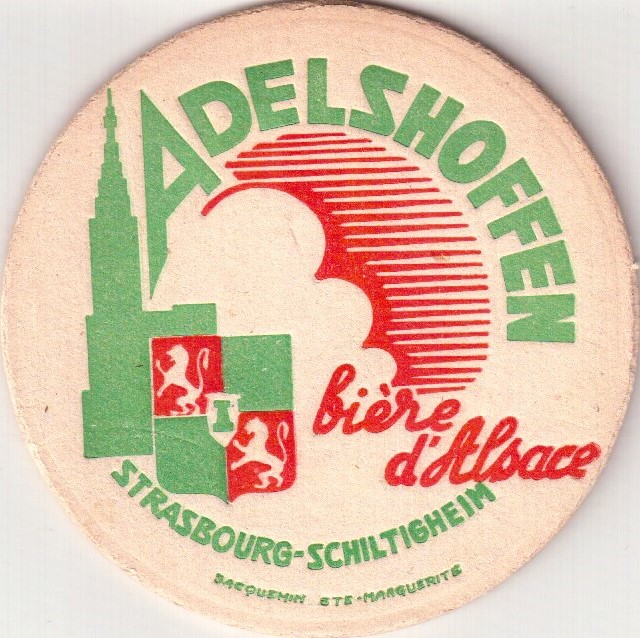 ADELSHOFFEN
bière
d'Alsace
STRASBOURG-SCHILTIGHEIM
JACQUEMIN STE-MARGUERITE